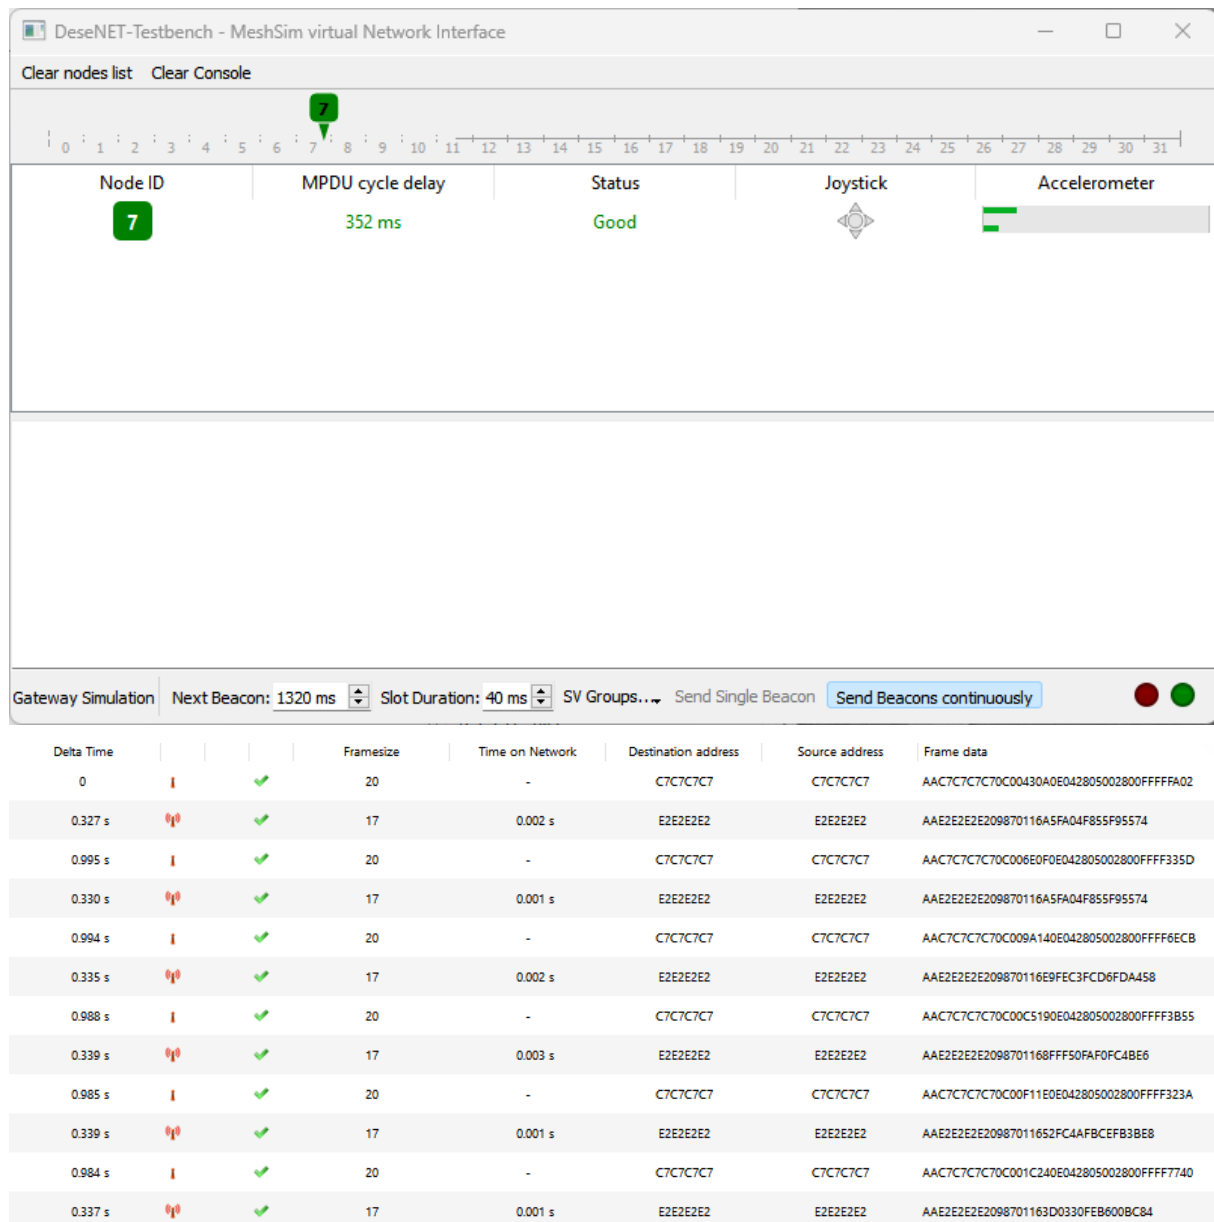 DeseNET-Testbench - MeshSim virtual Network Interface
Clear nodes list Clear Console
7
0 1 2 3 4 5 6 7 8 9 10 11 12 13 14 15 16 17 18 19 20 21 22 23 24 25 26 27 28 29 30 31
Node ID MPDU cycle delay Status Joystick Accelerometer
7 352 ms Good
Gateway Simulation Next Beacon: 1320 ms Slot Duration: 40 ms SV Groups... Send Single Beacon Send Beacons continuously
Delta Time Framesize Time on Network Destination address Source address Frame data
0 20 - C7C7C7C7 C7C7C7C7 AAC7C7C7C70C00430A0E042805002800FFFFFA02
0.327 s 17 0.002 s E2E2E2E2 E2E2E2E2 AAE2E2E2E209870116A5FA04F855F95574
0.995 s 20 - C7C7C7C7 C7C7C7C7 AAC7C7C7C70C006E0F0E042805002800FFFF335D
0.330 s 17 0.001 s E2E2E2E2 E2E2E2E2 AAE2E2E2E209870116A5FA04F855F95574
0.994 s 20 - C7C7C7C7 C7C7C7C7 AAC7C7C7C70C009A140E042805002800FFFF6ECB
0.335 s 17 0.002 s E2E2E2E2 E2E2E2E2 AAE2E2E2E209870116E9FEC3FCD6FDA458
0.988 s 20 - C7C7C7C7 C7C7C7C7 AAC7C7C7C70C00C5190E042805002800FFFF3B55
0.339 s 17 0.003 s E2E2E2E2 E2E2E2E2 AAE2E2E2E2098701168FFF50FAF0FC4BE6
0.985 s 20 - C7C7C7C7 C7C7C7C7 AAC7C7C7C70C00F11E0E042805002800FFFF323A
0.339 s 17 0.001 s E2E2E2E2 E2E2E2E2 AAE2E2E2E20987011652FC4AFBCEFB3BE8
0.984 s 20 - C7C7C7C7 C7C7C7C7 AAC7C7C7C70C001C240E042805002800FFFF7740
0.337 s 17 0.001 s E2E2E2E2 E2E2E2E2 AAE2E2E2E2098701163D0330FEB600BC84